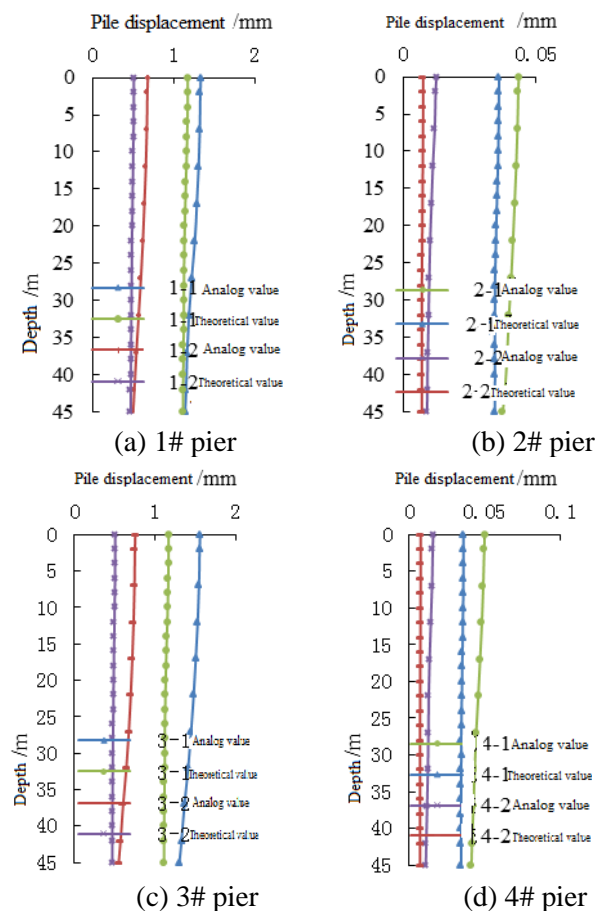 Pile displacement /mm
0 1 2
0
5
10
15
20
25
30
35
40
45
Depth /m
1-1 Analog value
1-1 Theoretical value
1-2 Analog value
1-2 Theoretical value
(a) 1# pier
Pile displacement /mm
0 0.05
0
5
10
15
20
25
30
35
40
45
Depth /m
2-1 Analog value
2-1 Theoretical value
2-2 Analog value
2-2 Theoretical value
(b) 2# pier
Pile displacement /mm
0 1 2
0
5
10
15
20
25
30
35
40
45
Depth /m
3-1 Analog value
3-1 Theoretical value
3-2 Analog value
3-2 Theoretical value
(c) 3# pier
Pile displacement /mm
0 0.05 0.1
0
5
10
15
20
25
30
35
40
45
Depth /m
4-1 Analog value
4-1 Theoretical value
4-2 Analog value
4-2 Theoretical value
(d) 4# pier